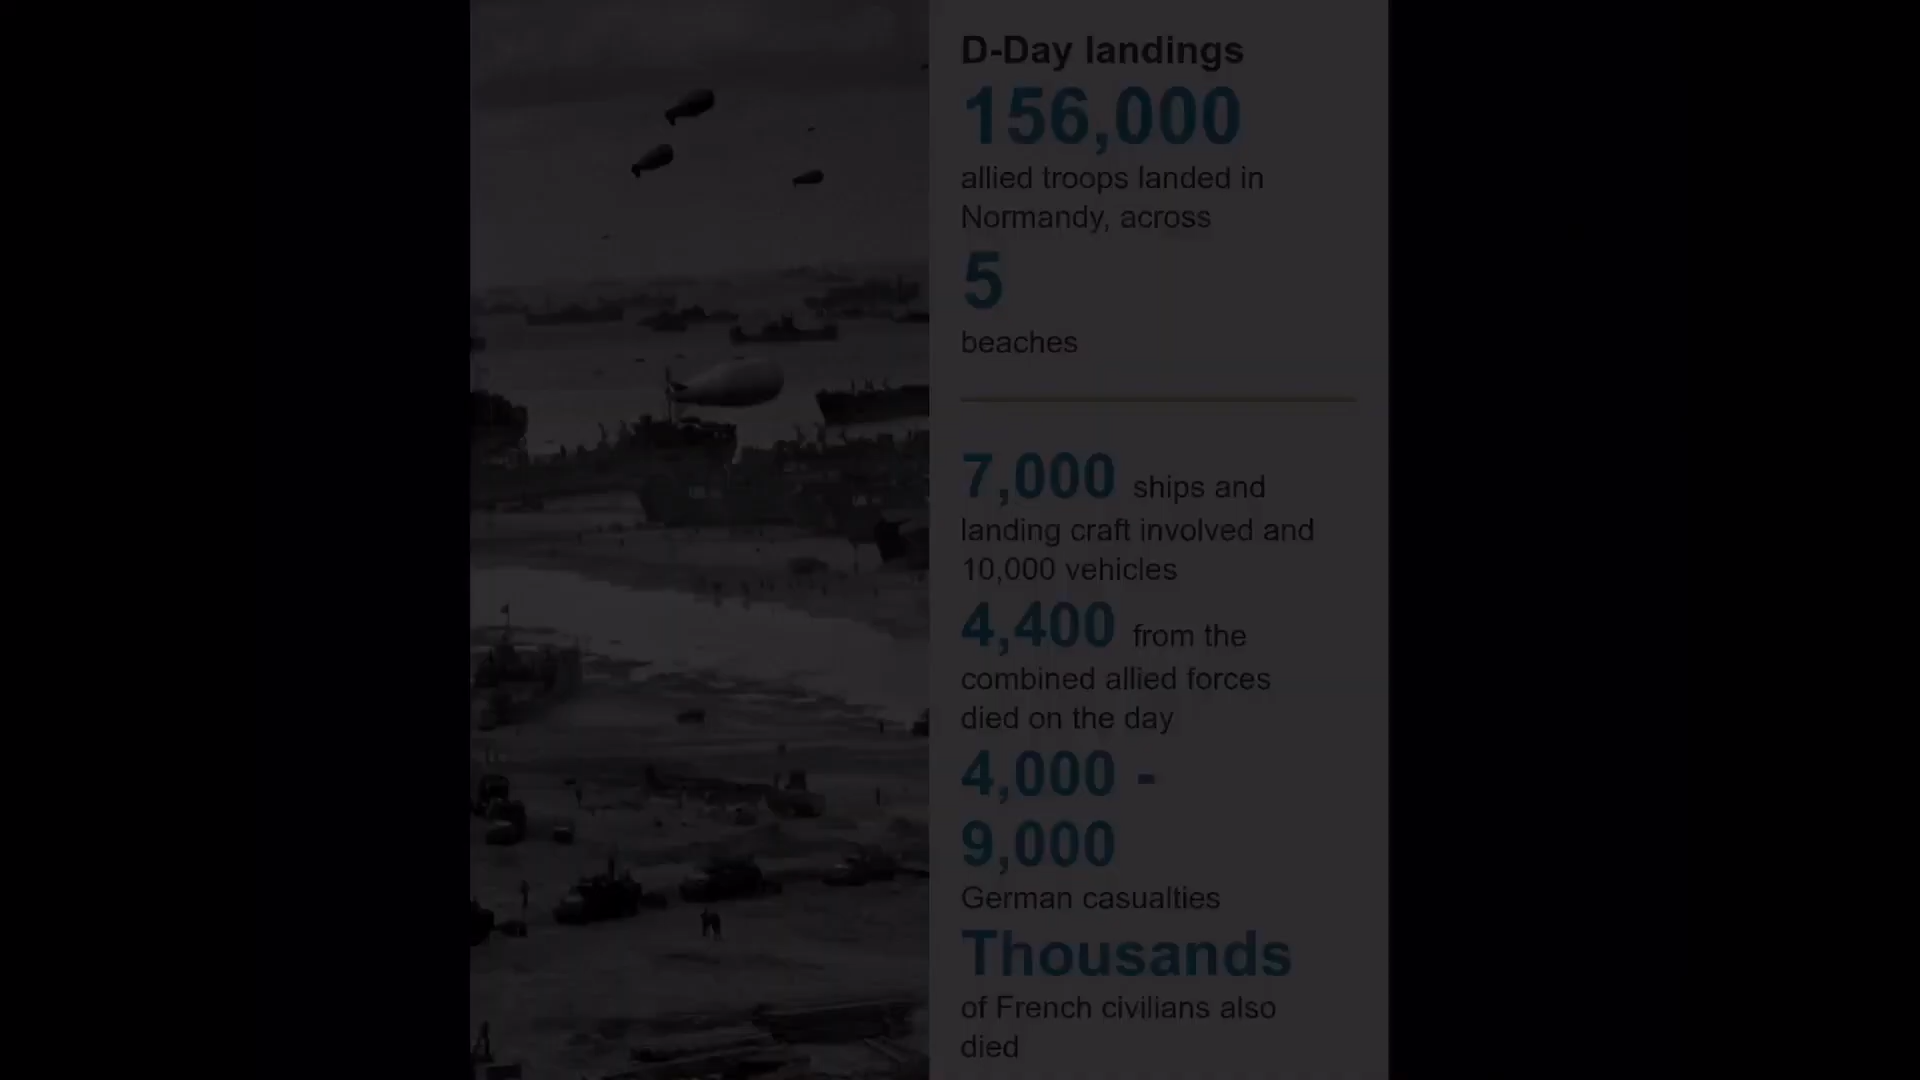 D-Day landings
156,000
allied troops landed in
Normandy, across
5
beaches
7,000 ships and
landing craft involved and
10,000 vehicles
4,400 from the
combined allied forces
died on the day
4,000 -
9,000
German casualties
Thousands
of French civilians also
died